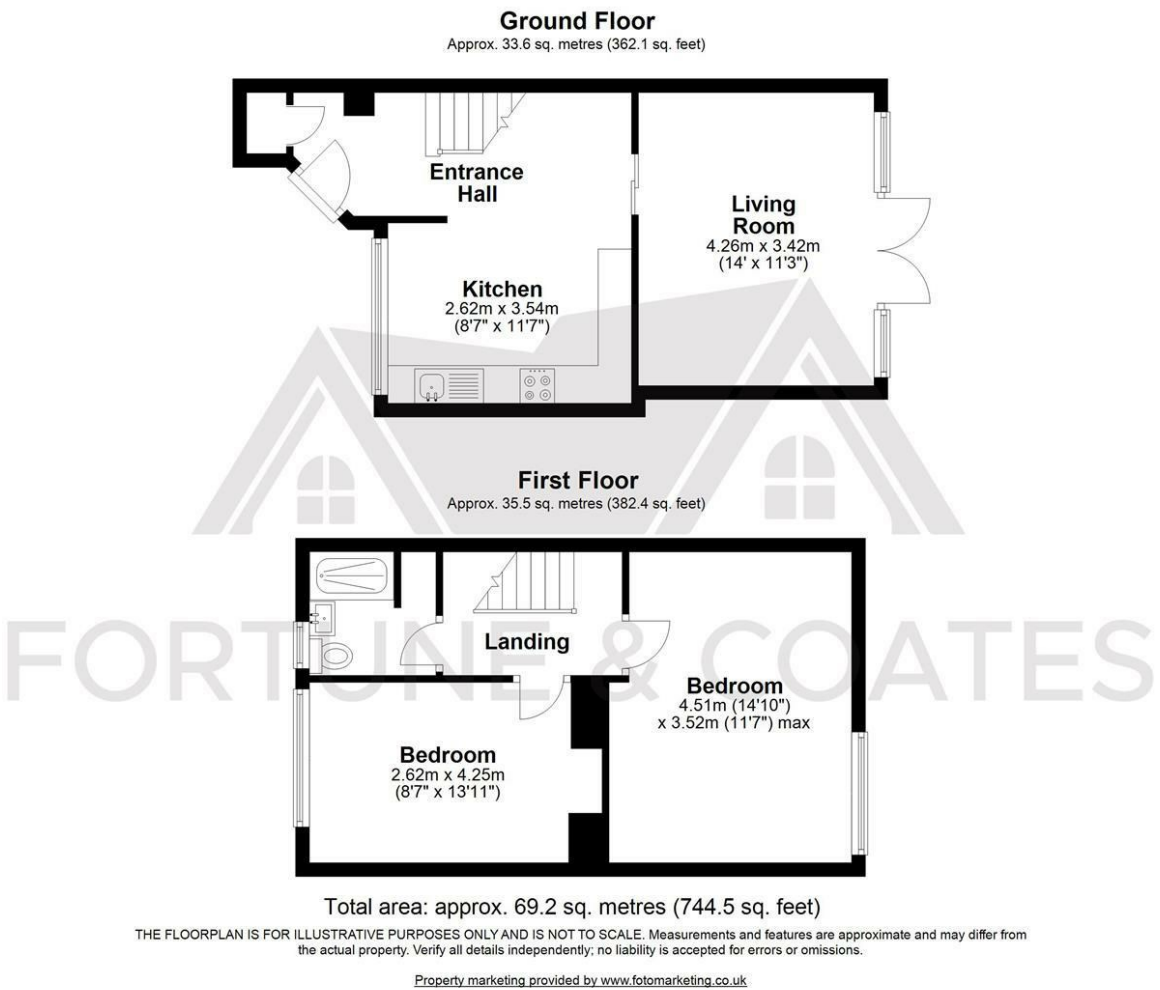 Ground Floor
Approx. 33.6 sq. metres (362.1 sq. feet)
Entrance
Hall
Living
Room
4.26m x 3.42m
(14' x 11'3")
Kitchen
2.62m x 3.54m
(8'7" x 11'7")
First Floor
Approx. 35.5 sq. metres (382.4 sq. feet)
FORTUNE & COATES
Landing
Bedroom
4.51m (14'10")
x 3.52m (11'7") max
Bedroom
2.62m x 4.25m
(8'7" x 13'11")
Total area: approx. 69.2 sq. metres (744.5 sq. feet)
THE FLOORPLAN IS FOR ILLUSTRATIVE PURPOSES ONLY AND IS NOT TO SCALE. Measurements and features are approximate and may differ from
the actual property. Verify all details independently; no liability is accepted for errors or omissions.
Property marketing provided by www.fotomarketing.co.uk